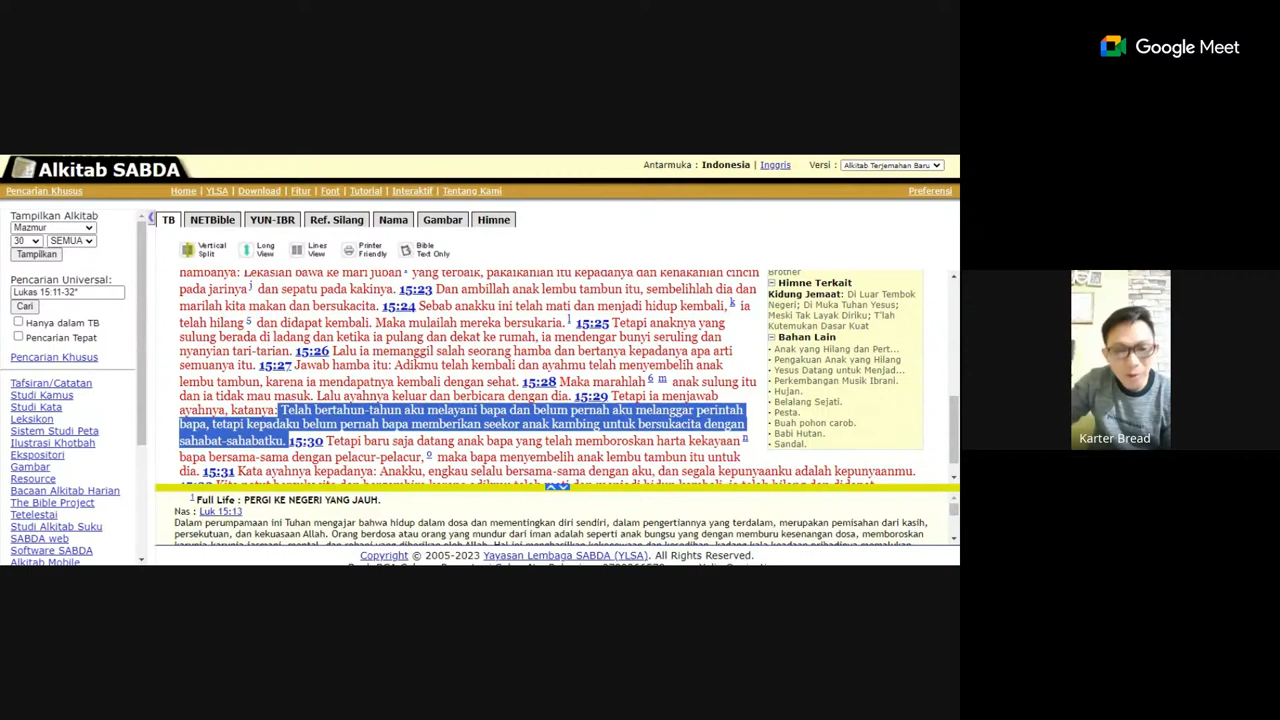 Google Meet
Alkitab SABDA
Antarmuka : Indonesia | Inggris Versi : Alkitab Terjemahan Baru
Pencarian Khusus
Home | YLSA | Download | Fitur | Font | Tutorial | Interaktif | Tentang Kami
Preferensi
Tampilkan Alkitab
Mazmur
30 SEMUA
Tampilkan
Pencarian Universal:
Lukas 15:11-32"
Cari
Hanya dalam TB
Pencarian Tepat
Pencarian Khusus
Tafsiran/Catatan
Studi Kamus
Studi Kata
Leksikon
Sistem Studi Peta
Ilustrasi Khotbah
Ekspositori
Gambar
Resource
Bacaan Alkitab Harian
The Bible Project
Tetelestai
Studi Alkitab Suku
SABDA web
Software SABDA
Alkitab Mobile
TB NETBible YUN-IBR Ref. Silang Nama Gambar Himne
Vertical Split
Long View
Lines View
Printer Friendly
Bible Text Only
hambanya: Lekaslah bawa ke mari jubah i yang terbaik, pakaikanlah itu kepadanya dan kenakanlah cincin
pada jarinya j dan sepatu pada kakinya. 15:23 Dan ambillah anak lembu tambun itu, sembelihlah dia dan
marilah kita makan dan bersukacita. 15:24 Sebab anakku ini telah mati dan menjadi hidup kembali, k ia
telah hilang 5 dan didapat kembali. Maka mulailah mereka bersukaria. l 15:25 Tetapi anaknya yang
sulung berada di ladang dan ketika ia pulang dan dekat ke rumah, ia mendengar bunyi seruling dan
nyanyian tari-tarian. 15:26 Lalu ia memanggil salah seorang hamba dan bertanya kepadanya apa arti
semuanya itu. 15:27 Jawab hamba itu: Adikmu telah kembali dan ayahmu telah menyembelih anak
lembu tambun, karena ia mendapatnya kembali dengan sehat. 15:28 Maka marahlah 6 m anak sulung itu
dan ia tidak mau masuk. Lalu ayahnya keluar dan berbicara dengan dia. 15:29 Tetapi ia menjawab
ayahnya, katanya: Telah bertahun-tahun aku melayani bapa dan belum pernah aku melanggar perintah
bapa, tetapi kepadaku belum pernah bapa memberikan seekor anak kambing untuk bersukacita dengan
sahabat-sahabatku. 15:30 Tetapi baru saja datang anak bapa yang telah memboroskan harta kekayaan n
bapa bersama-sama dengan pelacur-pelacur, o maka bapa menyembelih anak lembu tambun itu untuk
dia. 15:31 Kata ayahnya kepadanya: Anakku, engkau selalu bersama-sama dengan aku, dan segala kepunyaanku adalah kepunyaanmu.
Brother
Himne Terkait
Kidung Jemaat: Di Luar Tembok
Negeri; Di Muka Tuhan Yesus;
Meski Tak Layak Diriku; T'lah
Kutemukan Dasar Kuat
Bahan Lain
• Anak yang Hilang dan Pert...
• Pengakuan Anak yang Hilang
• Yesus Datang untuk Menjad...
• Perkembangan Musik Ibrani.
• Hujan.
• Belalang Sejati.
• Pesta.
• Buah pohon carob.
• Babi Hutan.
• Sandal.
1 Full Life : PERGI KE NEGERI YANG JAUH.
Nas : Luk 15:13
Dalam perumpamaan ini Tuhan mengajar bahwa hidup dalam dosa dan mementingkan diri sendiri, dalam pengertiannya yang terdalam, merupakan pemisahan dari kasih,
persekutuan, dan kekuasaan Allah. Orang berdosa atau orang yang mundur dari iman adalah seperti anak bungsu yang dengan memburu kesenangan dosa, memboroskan
Copyright © 2005-2023 Yayasan Lembaga SABDA (YLSA). All Rights Reserved.
Karter Bread